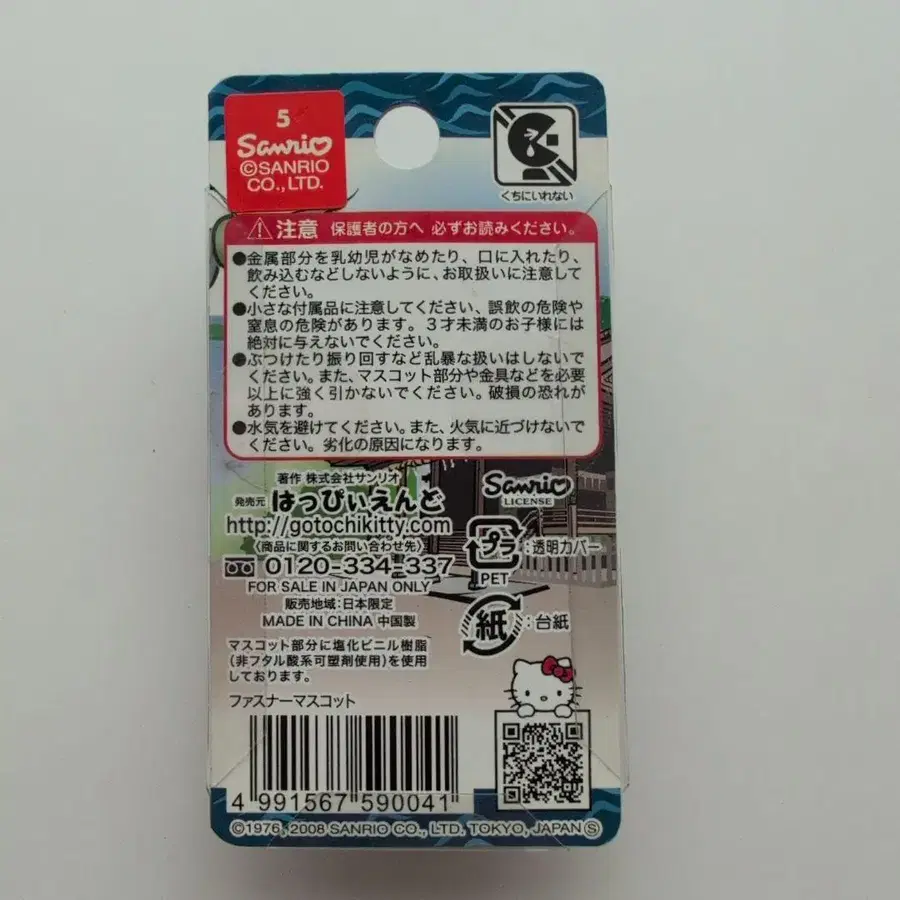 5
Sanrio
©SANRIO
CO., LTD.
くちにいれない
注意 保護者の方へ 必ずお読みください。
●金属部分を乳幼児がなめたり、口に入れたり、
飲み込むなどしないように、お取扱いに注意して
ください。
●小さな付属品に注意してください、誤飲の危険や
窒息の危険があります。3才未満のお子様には
絶対に与えないでください。
●ぶつけたり振り回すなど乱暴な扱いはしないで
ください。また、マスコット部分や金具などを必要
以上に強く引かないでください。破損の恐れが
あります。
●水気を避けてください。また、火気に近づけないで
ください。劣化の原因になります。
著作 株式会社サンリオ
発売元 はっぴぃえんど
http://gotochikitty.com
〈商品に関するお問い合わせ先〉
0120-334-337
FOR SALE IN JAPAN ONLY
販売地域:日本限定
MADE IN CHINA 中国製
Sanrio
LICENSE
プラ :透明カバー
PET
紙 :台紙
マスコット部分に塩化ビニル樹脂
(非フタル酸系可塑剤使用)を使用
しております。
ファスナーマスコット
4 991567 590041
©1976, 2008 SANRIO CO., LTD. TOKYO, JAPAN Ⓢ